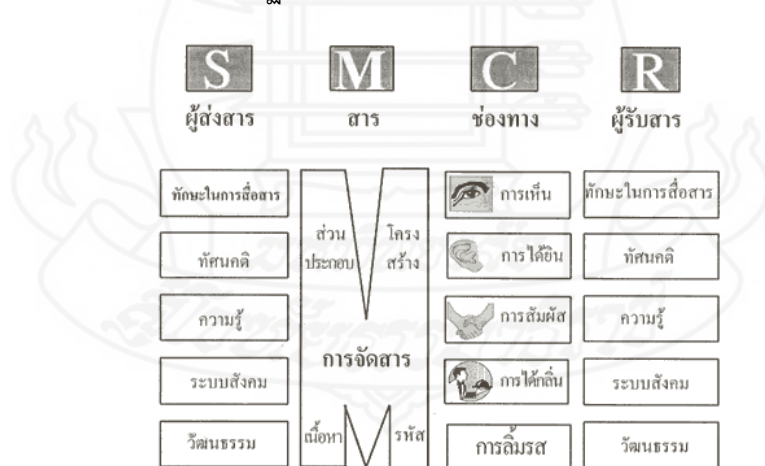 S M C R
ผู้ส่งสาร สาร ช่องทาง ผู้รับสาร
ทักษะในการสื่อสาร การเห็น ทักษะในการสื่อสาร
ส่วน โครง
ประกอบ สร้าง
ทัศนคติ การได้ยิน ทัศนคติ
ความรู้ การสัมผัส ความรู้
การจัดสาร
ระบบสังคม การได้กลิ่น ระบบสังคม
วัฒนธรรม เนื้อหา รหัส การลิ้มรส วัฒนธรรม